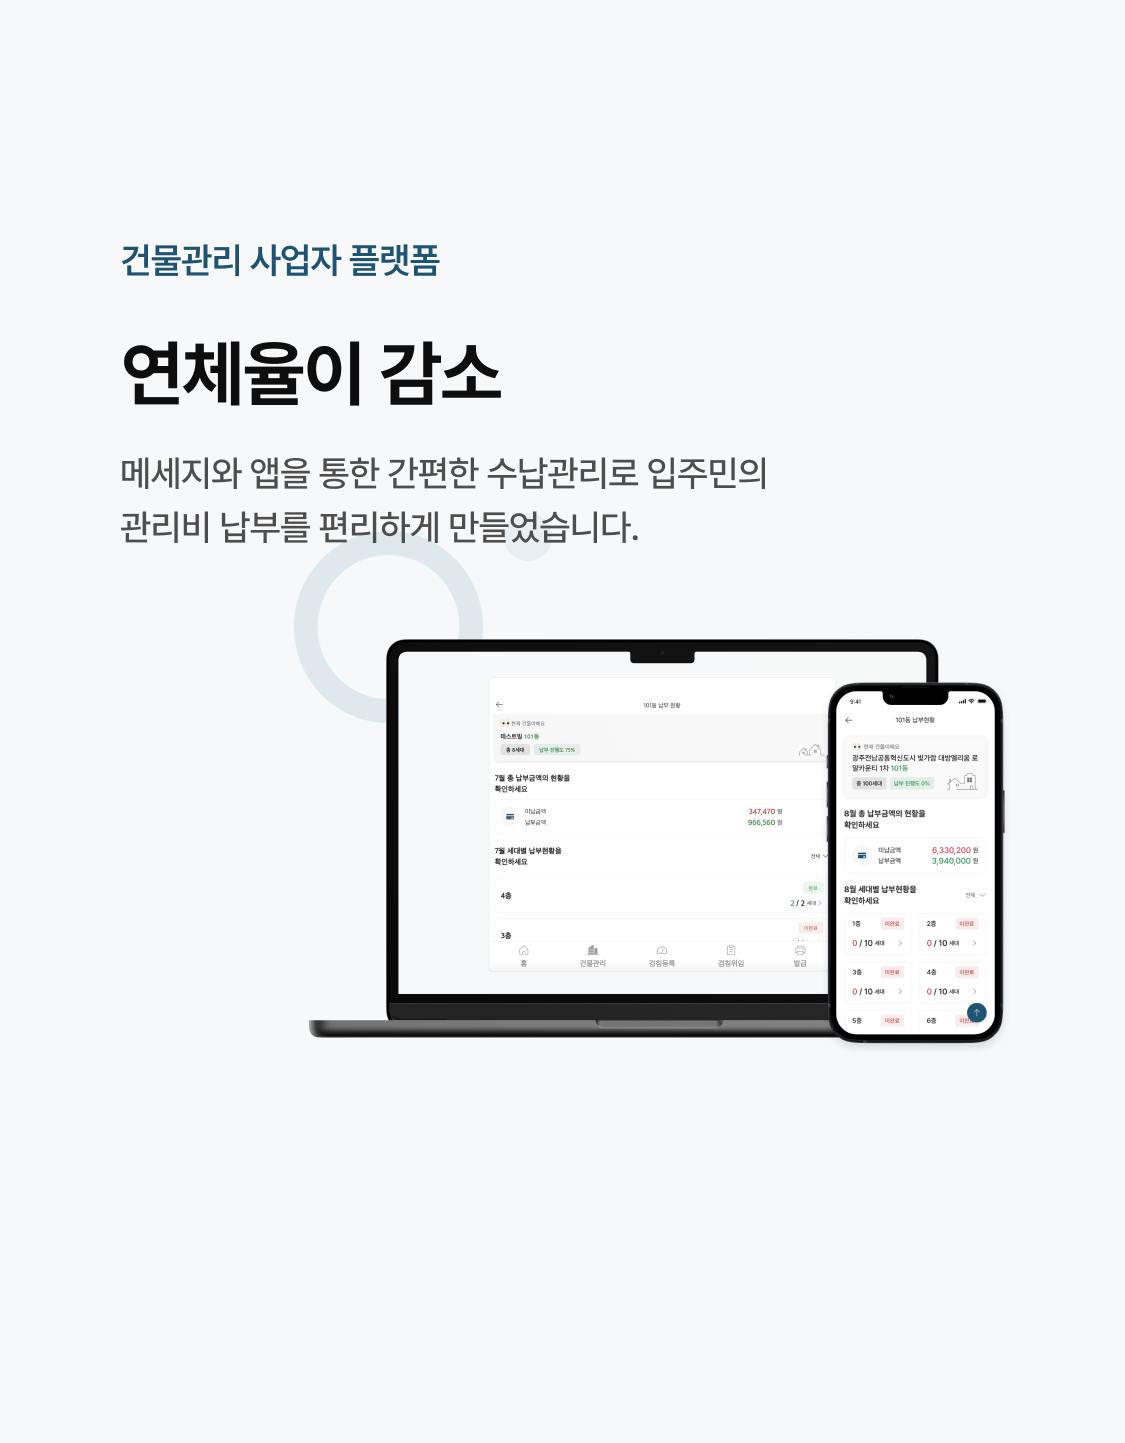 건물관리 사업자 플랫폼
연체율이 감소
메세지와 앱을 통한 간편한 수납관리로 입주민의
관리비 납부를 편리하게 만들었습니다.
101동 납부 현황
현재 건물이에요
테스트빌 101동
총 8세대 납부 진행도 75%
7월 총 납부금액의 현황을
확인하세요
미납금액 347,470 원
납부금액 966,560 원
7월 세대별 납부현황을
확인하세요
전체
4층
완료
2 / 2 세대
3층
미완료
홈 건물관리 검침등록 검침위임 발급
9:41
101동 납부현황
현재 건물이에요
광주전남공동혁신도시 빛가람 대방엘리움 로
얄카운티 1차 101동
총 100세대 납부 진행도 0%
8월 총 납부금액의 현황을
확인하세요
미납금액 6,330,200 원
납부금액 3,940,000 원
8월 세대별 납부현황을
확인하세요
전체
1층 미완료 2층 미완료
0 / 10 세대 0 / 10 세대
3층 미완료 4층 미완료
0 / 10 세대 0 / 10 세대
5층 미완료 6층 미완료